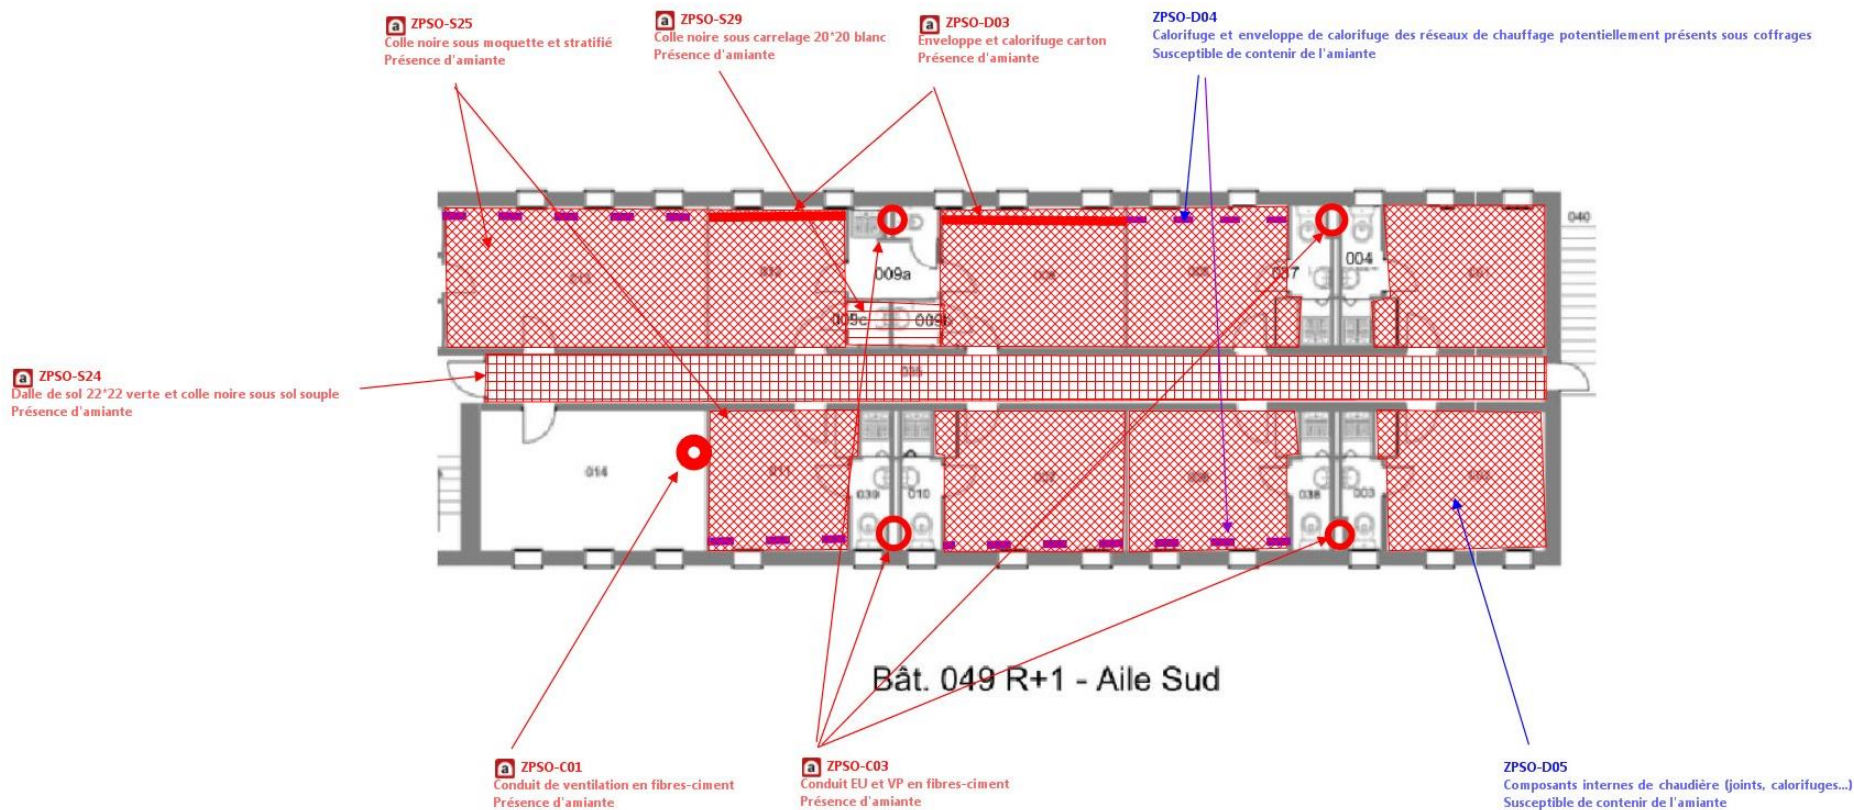 a ZPSO-S25
Colle noire sous moquette et stratifié
Présence d'amiante
a ZPSO-S29
Colle noire sous carrelage 20*20 blanc
Présence d'amiante
a ZPSO-D03
Enveloppe et calorifuge carton
Présence d'amiante
ZPSO-D04
Calorifuge et enveloppe de calorifuge des réseaux de chauffage potentiellement présents sous coffrages
Susceptible de contenir de l'amiante
040
013
012
009a
004
009c
035
a ZPSO-S24
Dalle de sol 22*22 verte et colle noire sous sol souple
Présence d'amiante
014
011
039
010
007
038
003
Bât. 049 R+1 - Aile Sud
a ZPSO-C01
Conduit de ventilation en fibres-ciment
Présence d'amiante
a ZPSO-C03
Conduit EU et VP en fibres-ciment
Présence d'amiante
ZPSO-D05
Composants internes de chaudière (joints, calorifuges...)
Susceptible de contenir de l'amiante